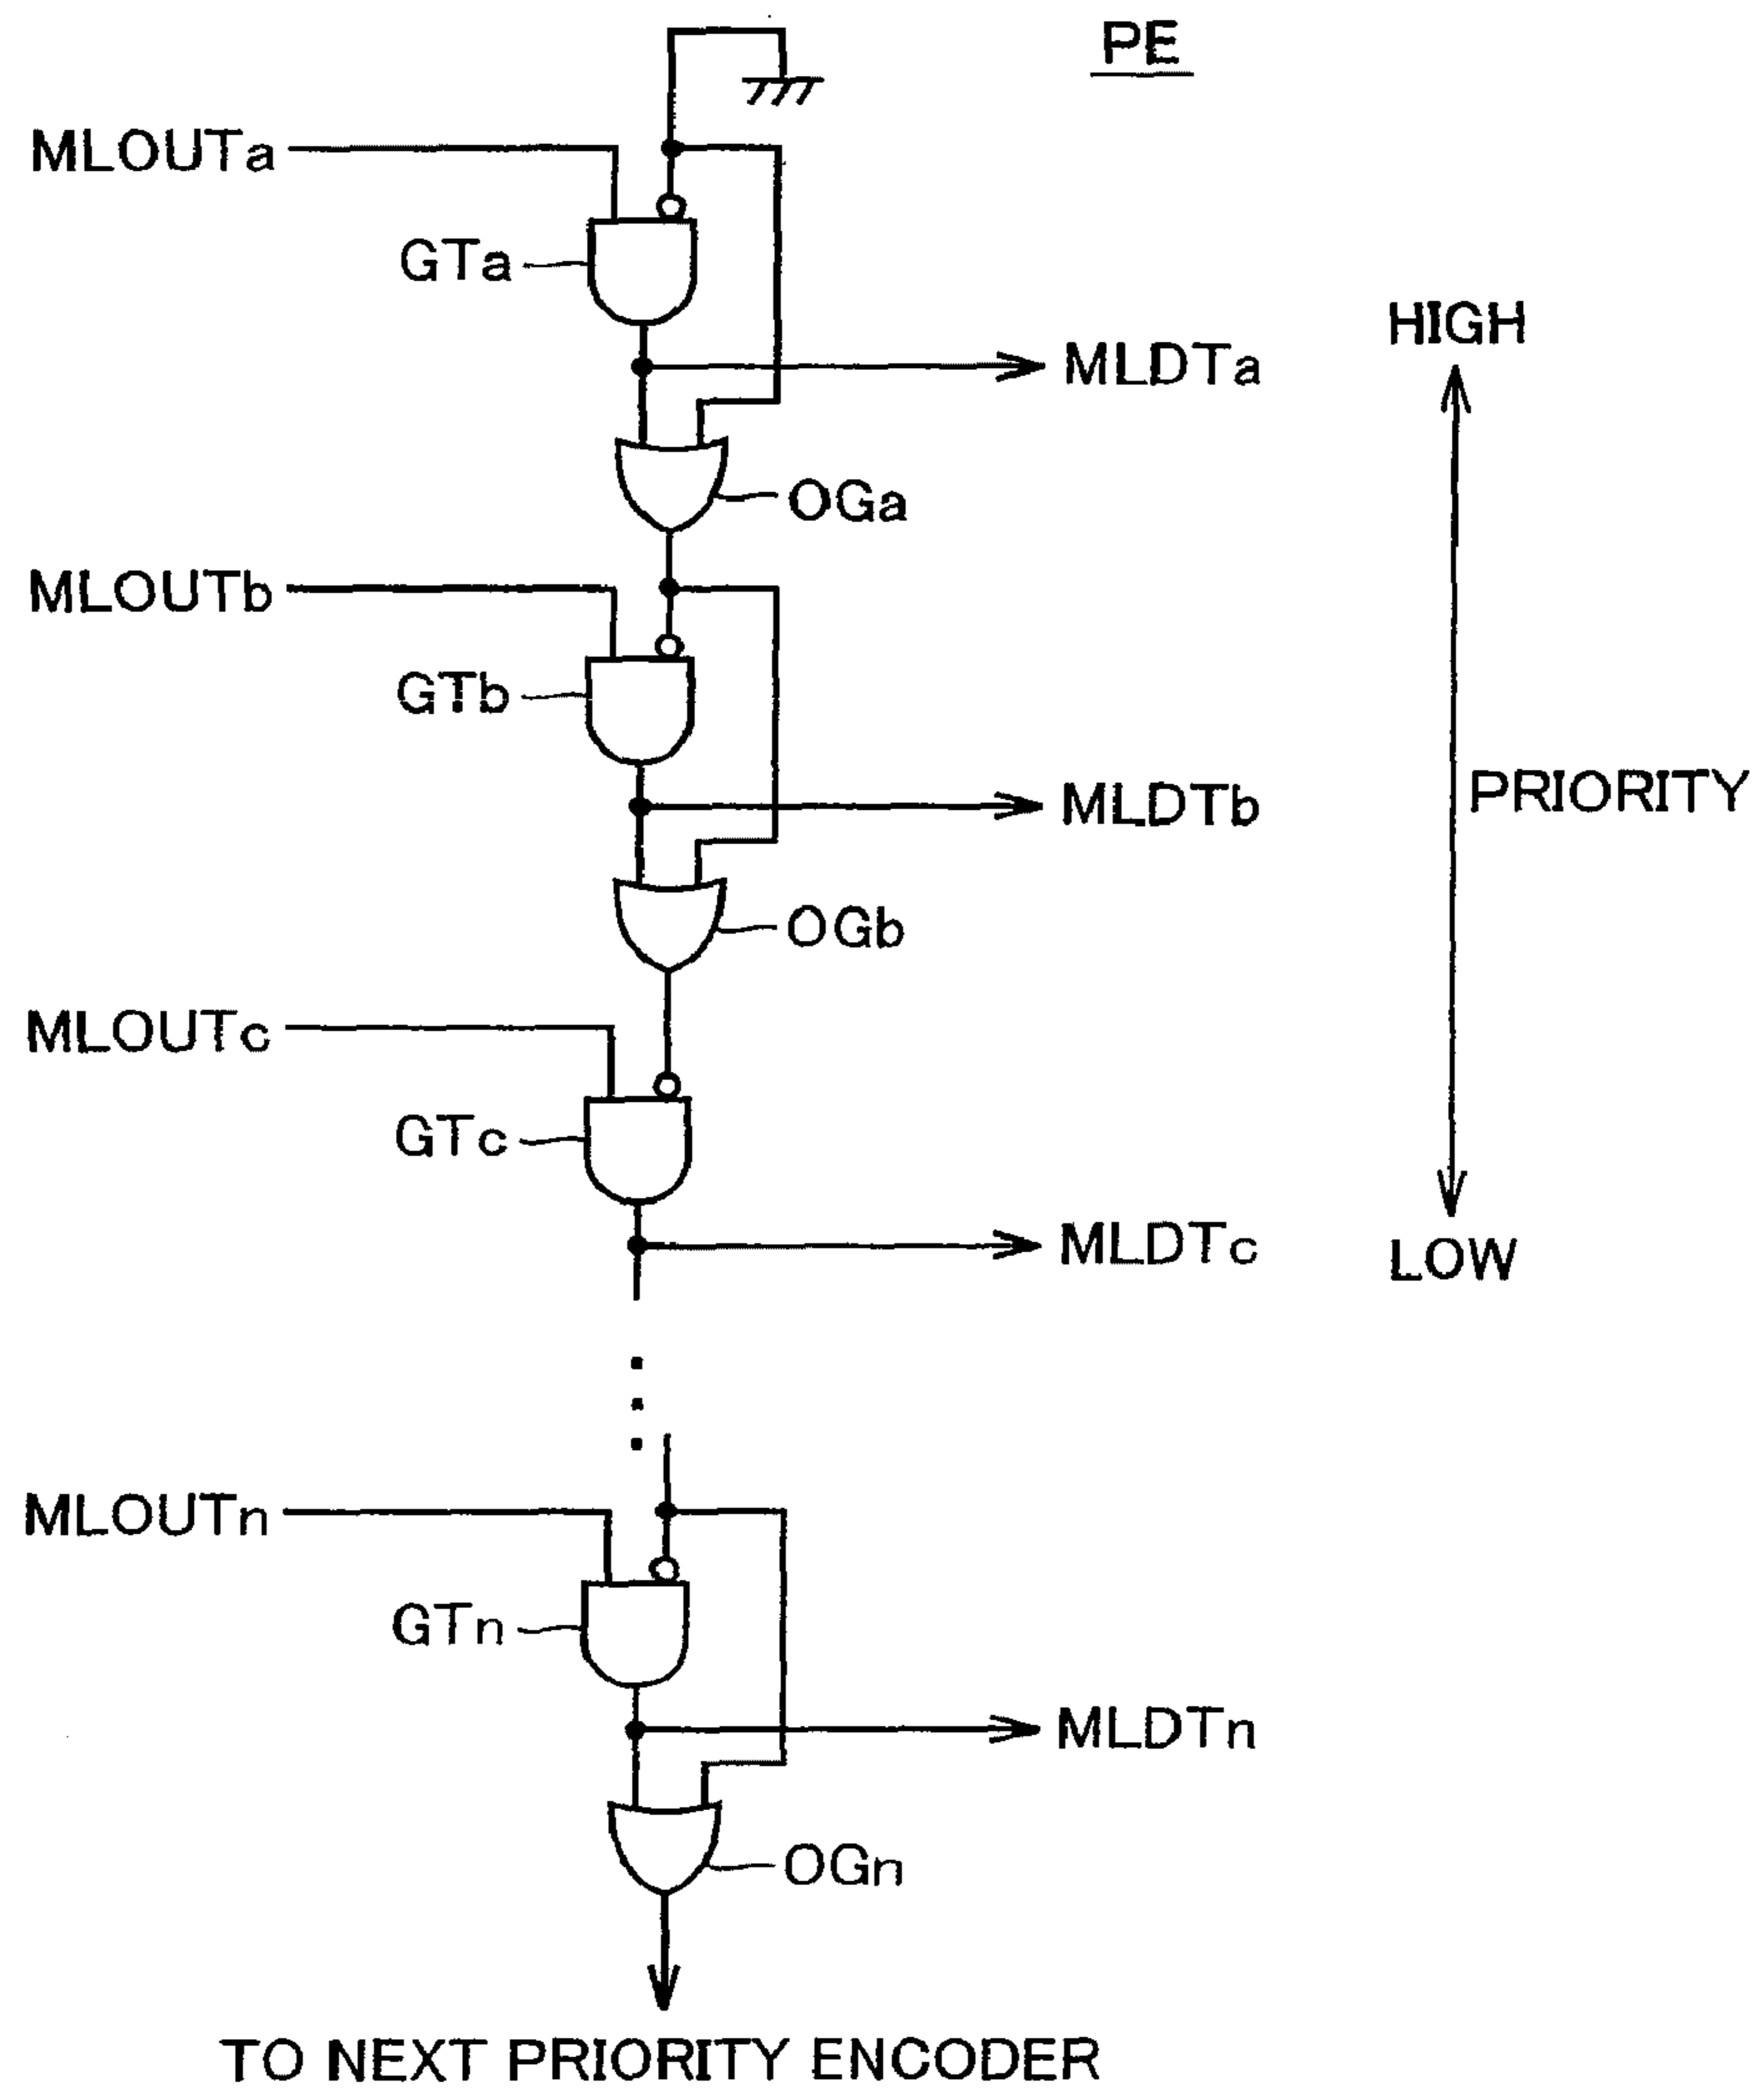 PE
MLOUTa
GTa
HIGH
MLDTa
OGa
MLOUTb
GTb
PRIORITY
MLDTb
OGb
MLOUTc
GTc
MLDTc
LOW
MLOUTn
GTn
MLDTn
OGn
TO NEXT PRIORITY ENCODER